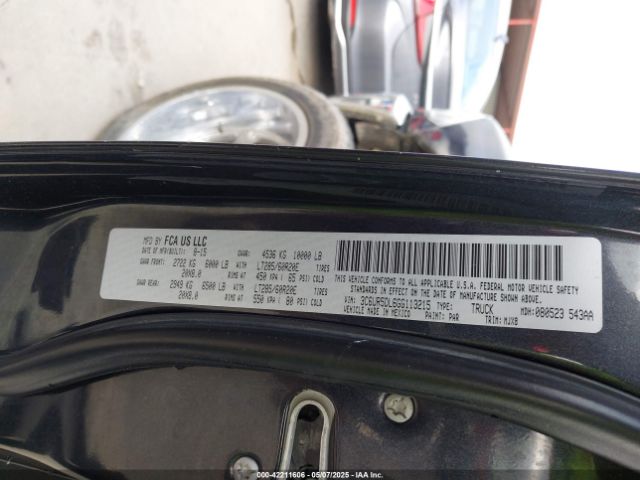 MFD BY FCA US LLC
DATE OF MFR(BUILT): 8-15 GVWR: 4536 KG 10000 LB
GAWR FRONT: 2722 KG 6000 LB WITH LT285/60R20E TIRES
20X8.0 RIMS AT 450 KPA 65 PSI COLD
GAWR REAR: 2949 KG 6500 LB WITH LT285/60R20E TIRES
20X8.0 RIMS AT 550 KPA 80 PSI COLD
THIS VEHICLE CONFORMS TO ALL APPLICABLE U.S.A. FEDERAL MOTOR VEHICLE SAFETY
STANDARDS IN EFFECT ON THE DATE OF MANUFACTURE SHOWN ABOVE.
VIN: 3C6UR5DL6GG113215 TYPE: TRUCK MDH: 080523 543AA
VEHICLE MADE IN MEXICO PAINT: PAR TRIM: MJX8
000-42211606 - 05/07/2025 - IAAI.COM